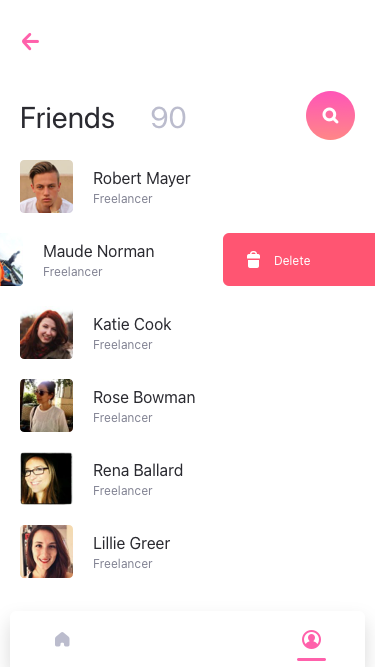 Friends 90
Robert Mayer
Freelancer
Maude Norman
Freelancer
Delete
Katie Cook
Freelancer
Rose Bowman
Freelancer
Rena Ballard
Freelancer
Lillie Greer
Freelancer